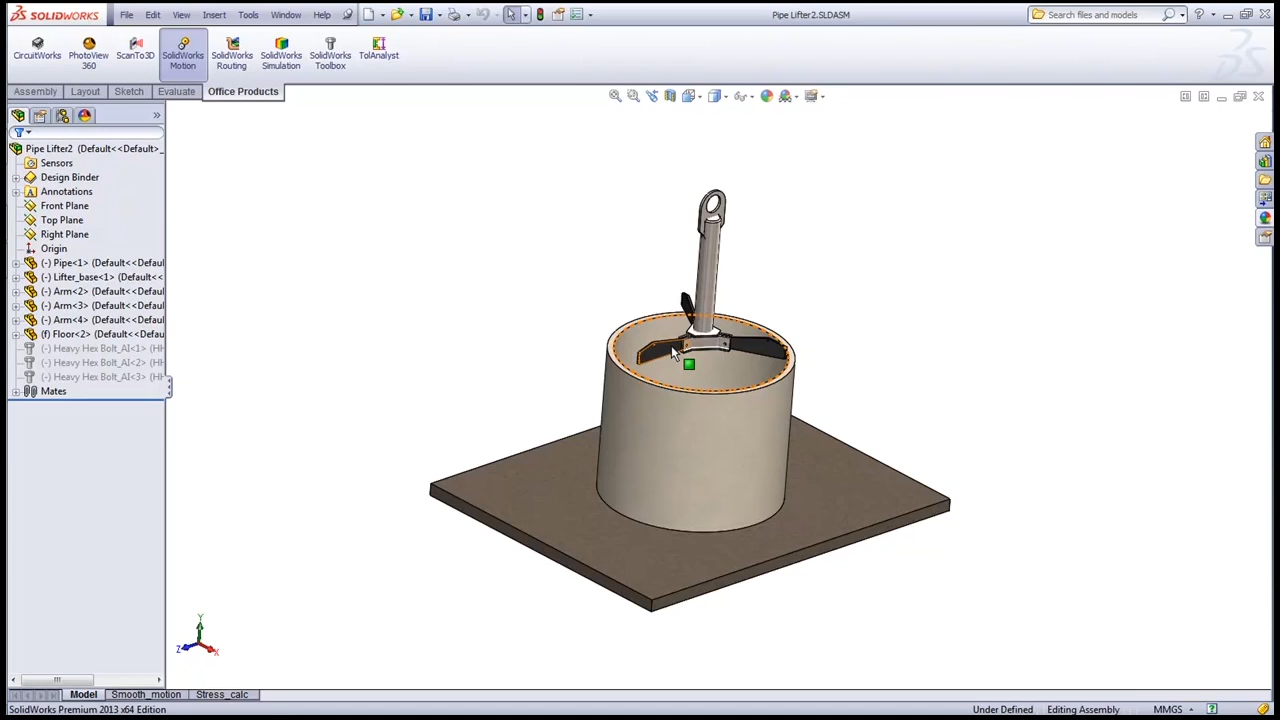 SOLIDWORKS File Edit View Insert Tools Window Help Pipe Lifter2.SLDASM Search files and models
CircuitWorks PhotoView 360 ScanTo3D SolidWorks Motion SolidWorks Routing SolidWorks Simulation SolidWorks Toolbox TolAnalyst
Assembly Layout Sketch Evaluate Office Products
Pipe Lifter2 (Default<<Default>_
Sensors
Design Binder
Annotations
Front Plane
Top Plane
Right Plane
Origin
(-) Pipe<1> (Default<<Defaul
(-) Lifter_base<1> (Default<<
(-) Arm<2> (Default<<Defaul
(-) Arm<3> (Default<<Defaul
(-) Arm<4> (Default<<Defaul
(f) Floor<2> (Default<<Defau
(-) Heavy Hex Bolt_AI<1> (HH
(-) Heavy Hex Bolt_AI<2> (HH
(-) Heavy Hex Bolt_AI<3> (HH
Mates
Y
Z X
Model Smooth_motion Stress_calc
SolidWorks Premium 2013 x64 Edition Under Defined Editing Assembly MMGS